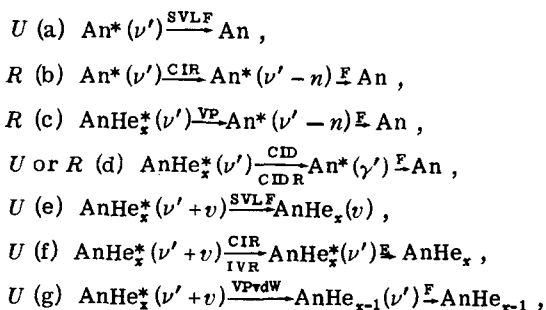 U (a) An*(ν′) —SVLF→ An ,
R (b) An*(ν′) —CIR→ An*(ν′ − n) —F→ An ,
R (c) AnHe*ₓ(ν′) —VP→ An*(ν′ − n) —F→ An ,
U or R (d) AnHe*ₓ(ν′) —CID/CIDR→ An*(γ′) —F→ An ,
U (e) AnHe*ₓ(ν′ + υ) —SVLF→ AnHeₓ(υ) ,
U (f) AnHe*ₓ(ν′ + υ) —CIR/IVR→ AnHe*ₓ(ν′) —F→ AnHeₓ ,
U (g) AnHe*ₓ(ν′ + υ) —VPvdW→ AnHeₓ₋₁(ν′) —F→ AnHeₓ₋₁ ,